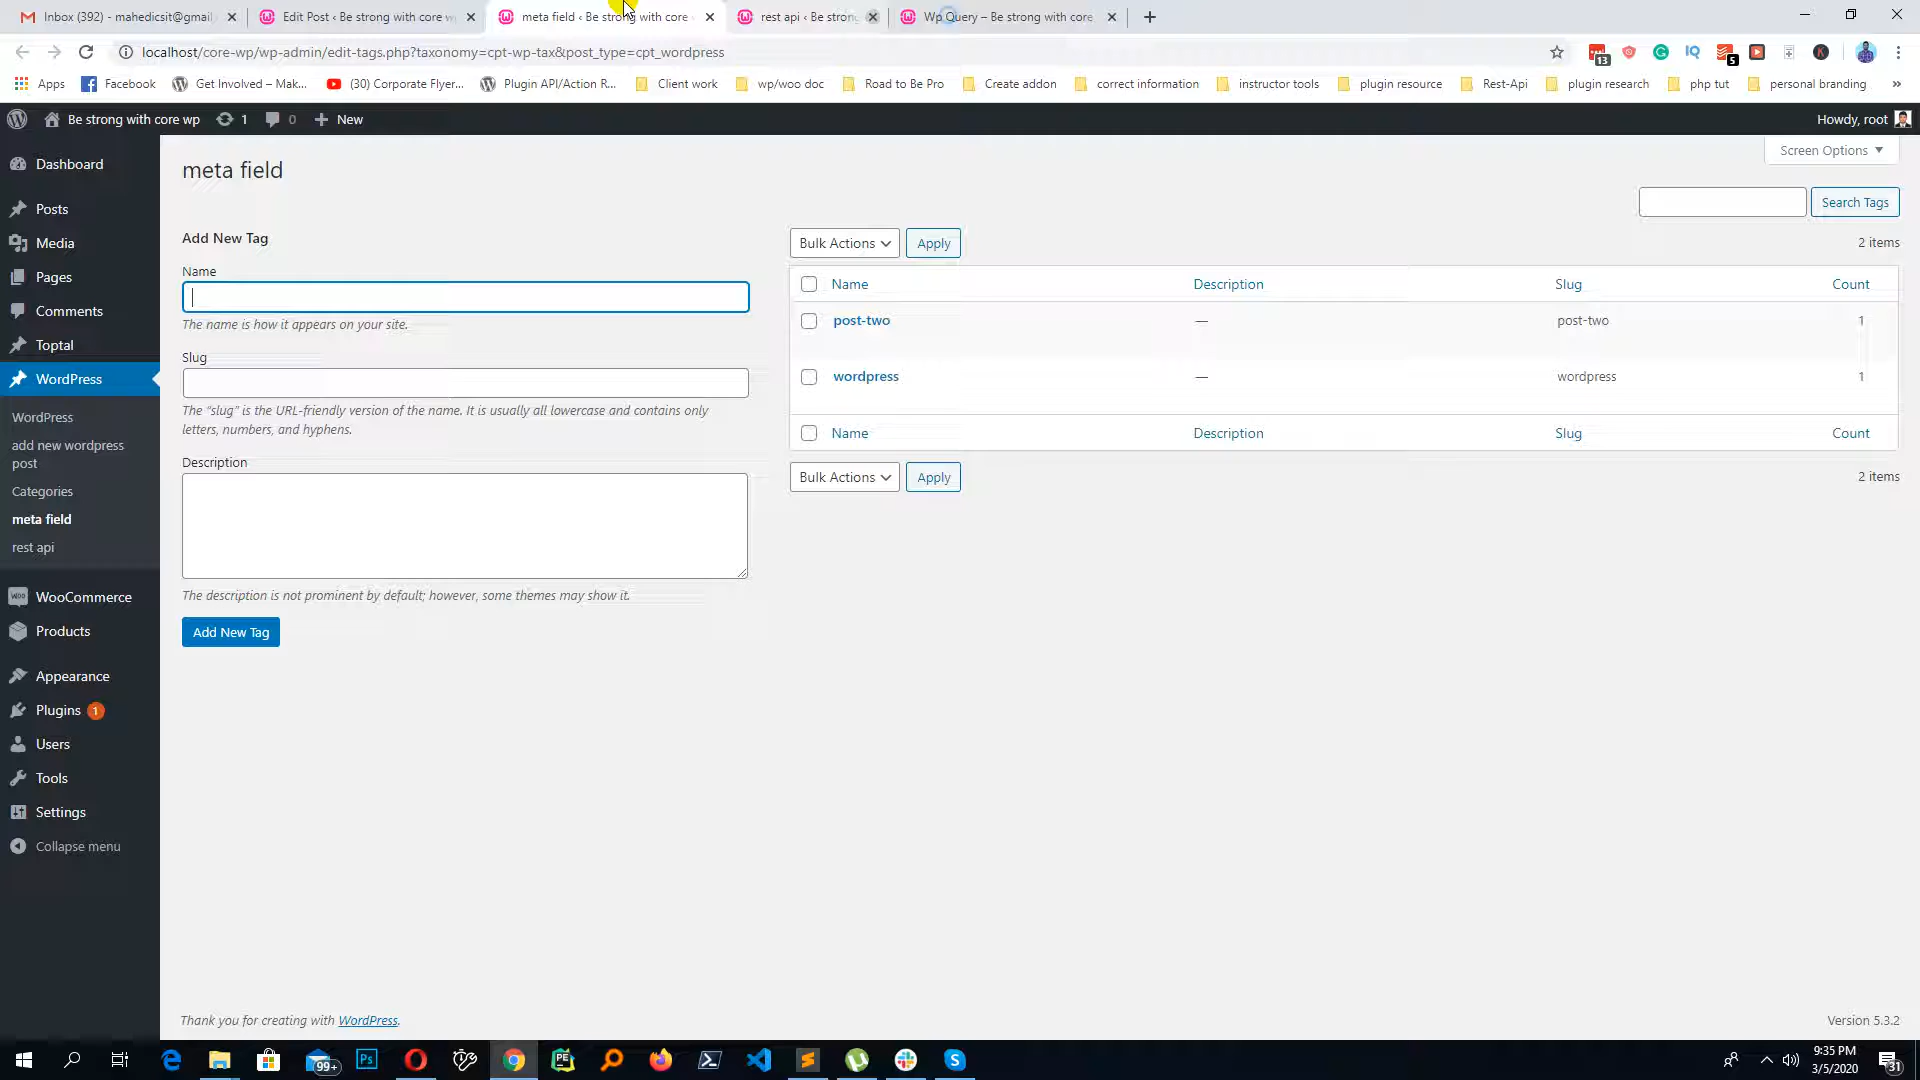 Inbox (392) - mahedicsit@gmail
Edit Post ‹ Be strong with core w
meta field ‹ Be strong with core
rest api ‹ Be strong
Wp Query – Be strong with core
localhost/core-wp/wp-admin/edit-tags.php?taxonomy=cpt-wp-tax&post_type=cpt_wordpress
13
5
Apps
Facebook
Get Involved – Mak...
(30) Corporate Flyer...
Plugin API/Action R...
Client work
wp/woo doc
Road to Be Pro
Create addon
correct information
instructor tools
plugin resource
Rest-Api
plugin research
php tut
personal branding
»
Be strong with core wp
1
0
New
Howdy, root
Dashboard
Posts
Media
Pages
Comments
Toptal
WordPress
WordPress
add new wordpress
post
Categories
meta field
rest api
WooCommerce
Products
Appearance
Plugins 1
Users
Tools
Settings
Collapse menu
meta field
Screen Options
Search Tags
Add New Tag
Name
The name is how it appears on your site.
Slug
The “slug” is the URL-friendly version of the name. It is usually all lowercase and contains only
letters, numbers, and hyphens.
Description
The description is not prominent by default; however, some themes may show it.
Add New Tag
Bulk Actions
Apply
2 items
Name Description Slug Count
post-two — post-two 1
wordpress — wordpress 1
Name Description Slug Count
Bulk Actions
Apply
2 items
Thank you for creating with WordPress.
Version 5.3.2
99+
Ps
PE
9:35 PM
3/5/2020
31